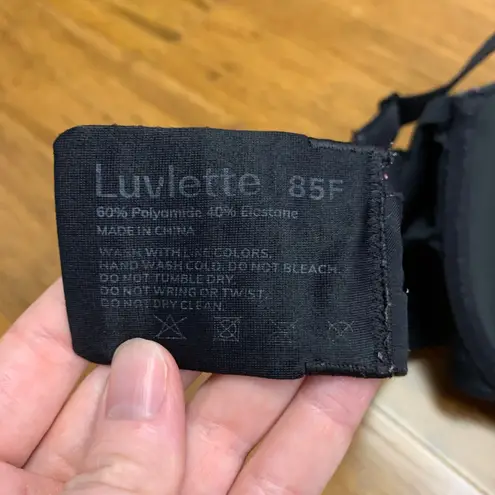 Luvlette 85F
60% Polyamide 40% Elastane
MADE IN CHINA
WASH WITH LIKE COLORS.
HAND WASH COLD. DO NOT BLEACH.
DO NOT TUMBLE DRY.
DO NOT WRING OR TWIST.
DO NOT DRY CLEAN.